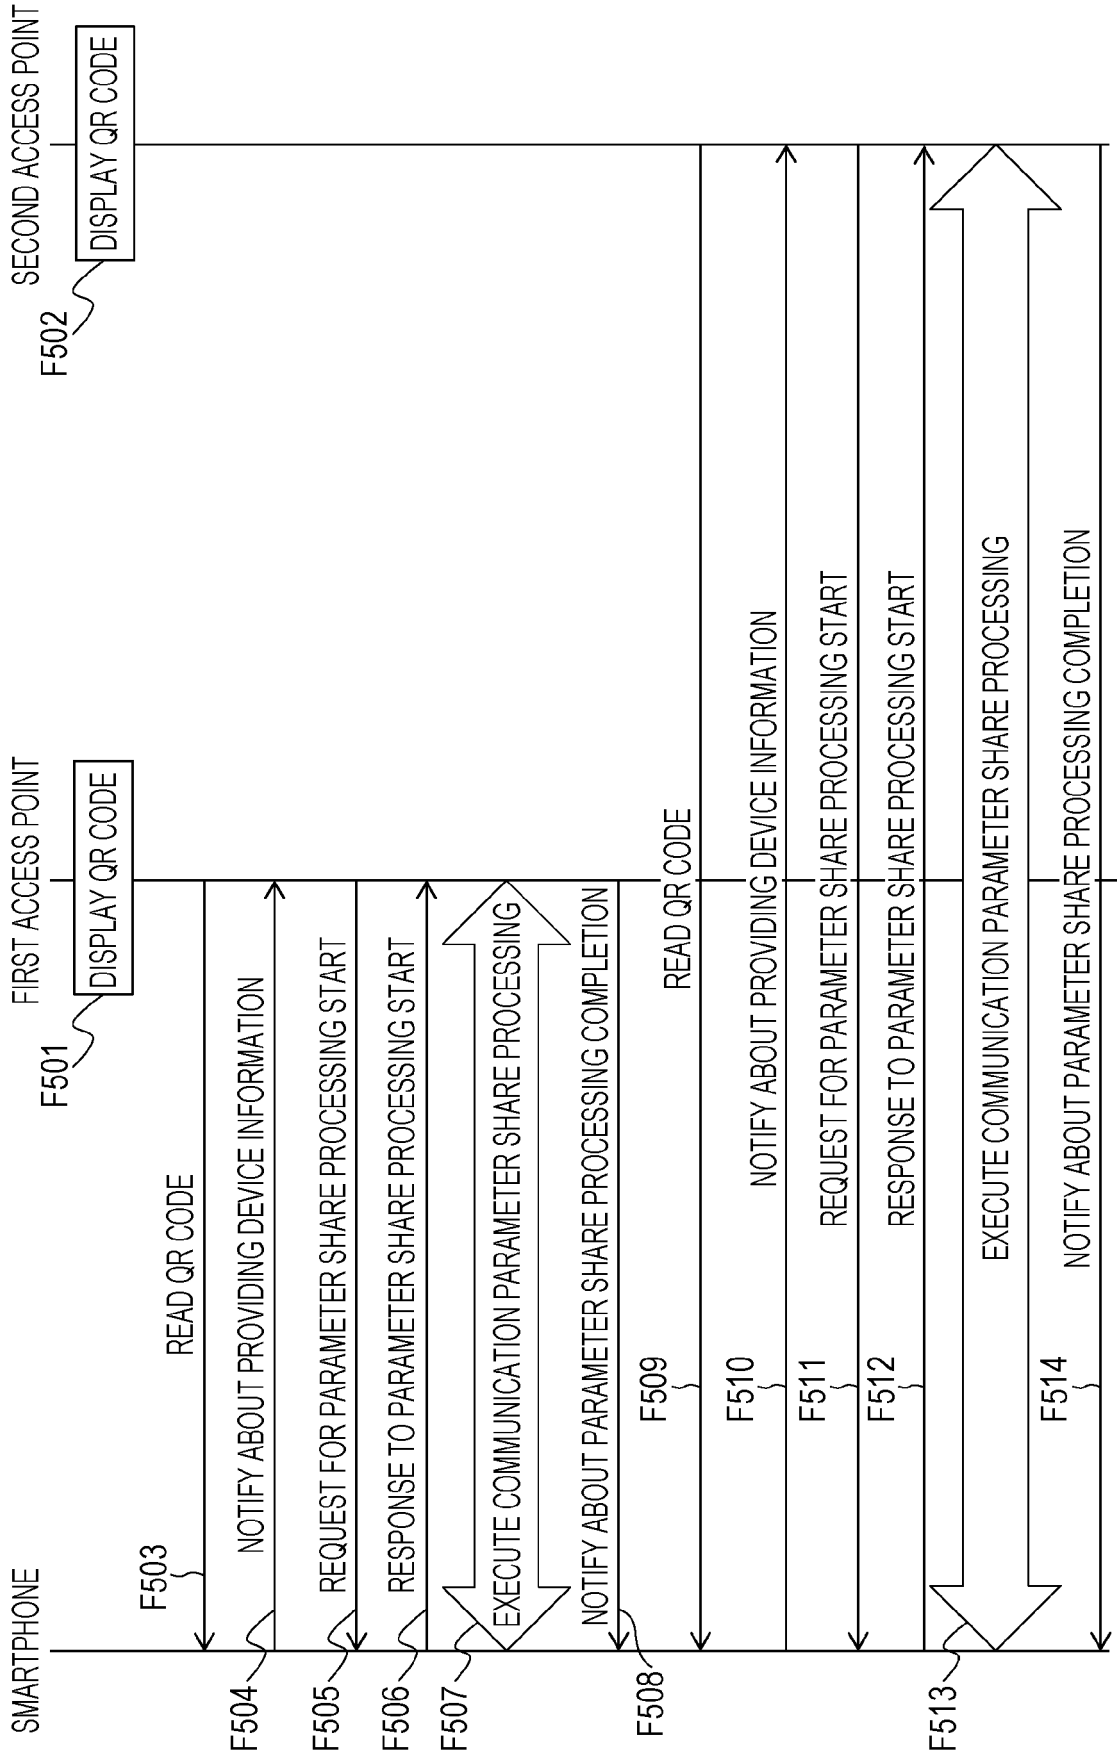 SMARTPHONE
FIRST ACCESS POINT
SECOND ACCESS POINT
F501
DISPLAY QR CODE
F502
DISPLAY QR CODE
F503
READ QR CODE
F504
NOTIFY ABOUT PROVIDING DEVICE INFORMATION
F505
REQUEST FOR PARAMETER SHARE PROCESSING START
F506
RESPONSE TO PARAMETER SHARE PROCESSING START
F507
EXECUTE COMMUNICATION PARAMETER SHARE PROCESSING
F508
NOTIFY ABOUT PARAMETER SHARE PROCESSING COMPLETION
F509
READ QR CODE
F510
NOTIFY ABOUT PROVIDING DEVICE INFORMATION
F511
REQUEST FOR PARAMETER SHARE PROCESSING START
F512
RESPONSE TO PARAMETER SHARE PROCESSING START
F513
EXECUTE COMMUNICATION PARAMETER SHARE PROCESSING
F514
NOTIFY ABOUT PARAMETER SHARE PROCESSING COMPLETION